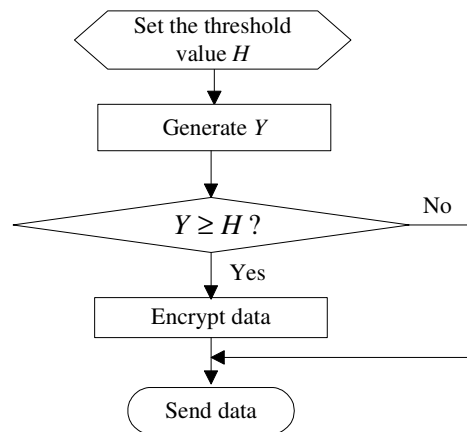 Set the threshold
value H
Generate Y
Y ≥ H ?
No
Yes
Encrypt data
Send data